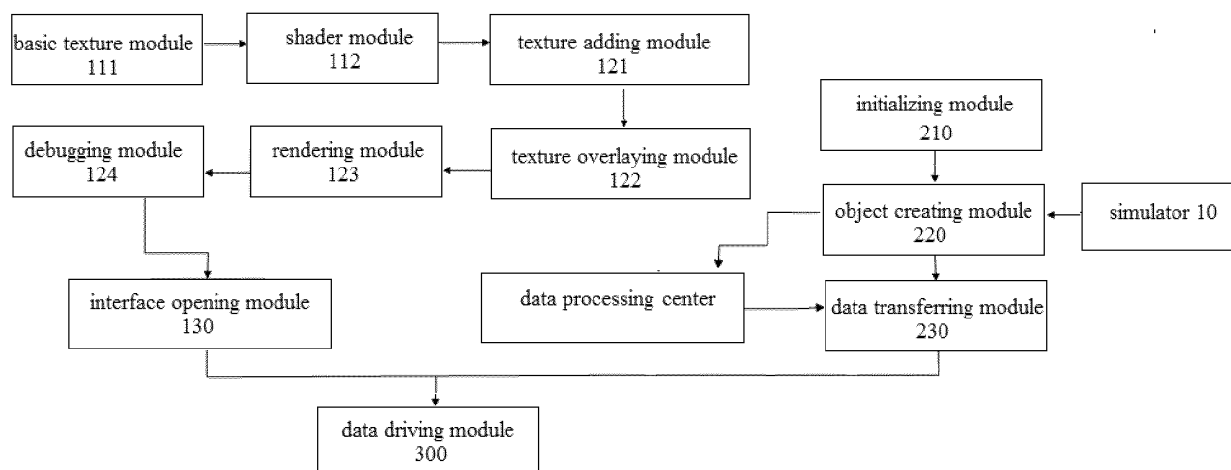 basic texture module
111
shader module
112
texture adding module
121
initializing module
210
debugging module
124
rendering module
123
texture overlaying module
122
object creating module
220
simulator 10
interface opening module
130
data processing center
data transferring module
230
data driving module
300